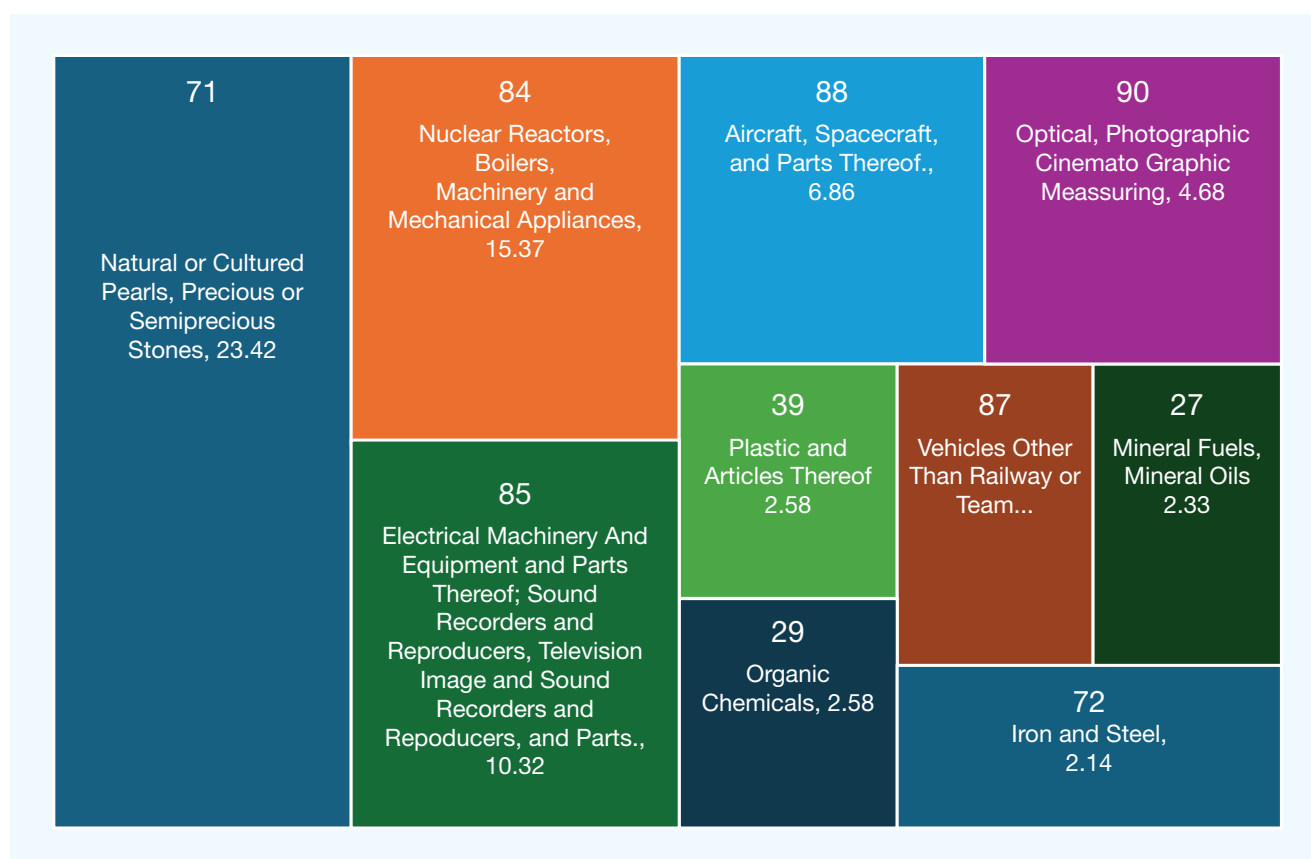 71
Natural or Cultured
Pearls, Precious or
Semiprecious
Stones, 23.42
84
Nuclear Reactors,
Boilers,
Machinery and
Mechanical Appliances,
15.37
85
Electrical Machinery And
Equipment and Parts
Thereof; Sound
Recorders and
Reproducers, Television
Image and Sound
Recorders and
Repoducers, and Parts.,
10.32
88
Aircraft, Spacecraft,
and Parts Thereof.,
6.86
90
Optical, Photographic
Cinemato Graphic
Meassuring, 4.68
39
Plastic and
Articles Thereof
2.58
87
Vehicles Other
Than Railway or
Team...
27
Mineral Fuels,
Mineral Oils
2.33
29
Organic
Chemicals, 2.58
72
Iron and Steel,
2.14